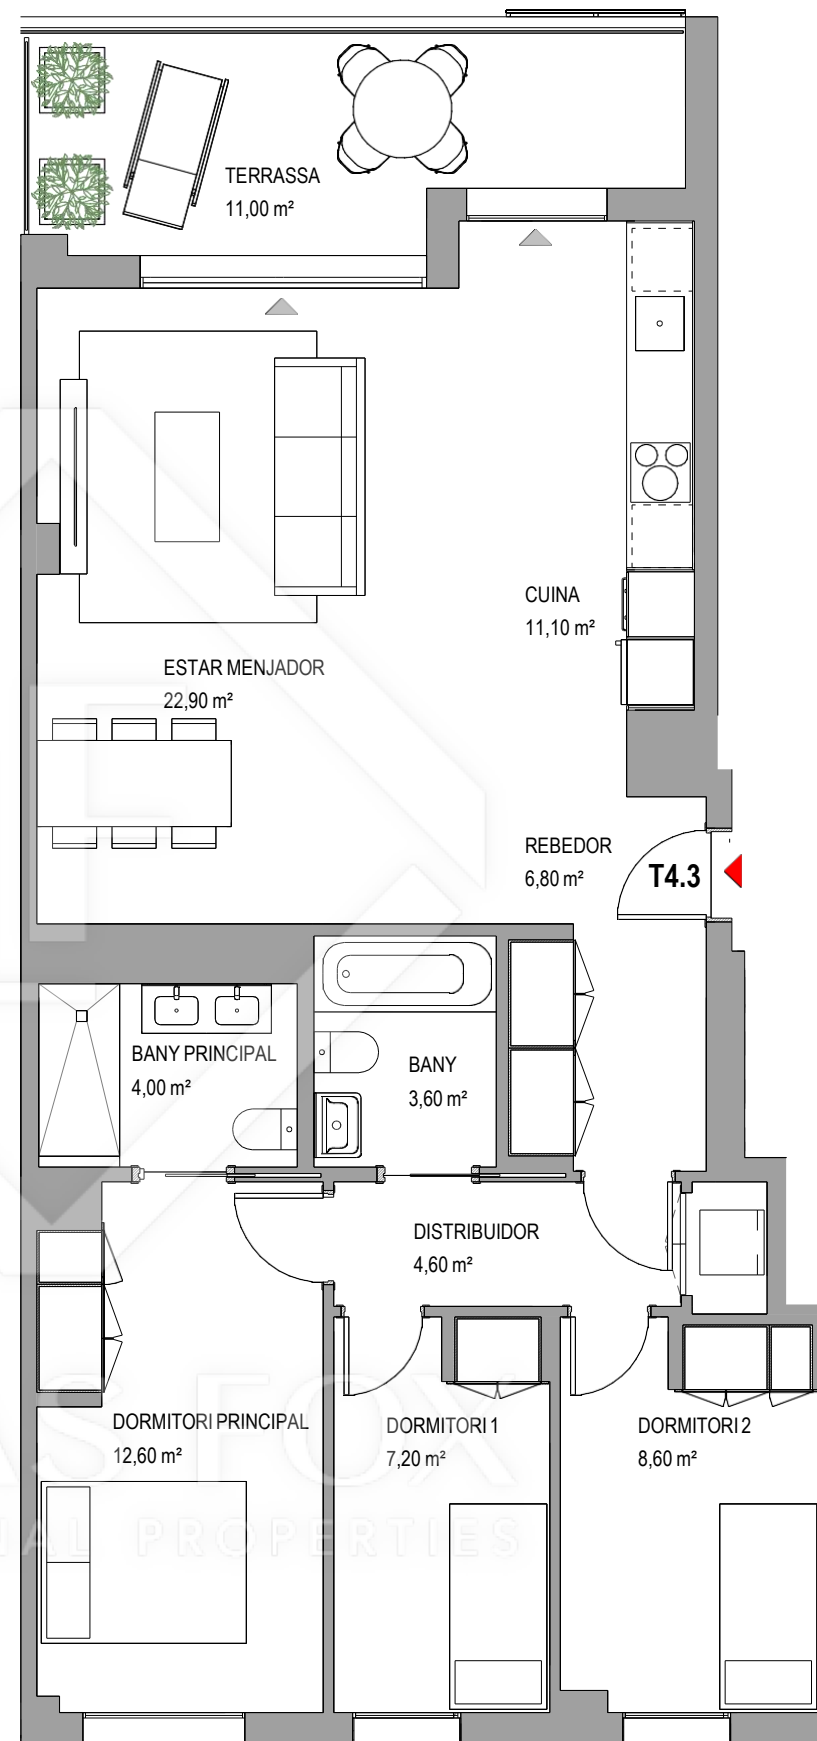 TERRASSA
11,00 m²
CUINA
11,10 m²
ESTAR MENJADOR
22,90 m²
REBEDOR
6,80 m²
T4.3
BANY PRINCIPAL
4,00 m²
BANY
3,60 m²
DISTRIBUIDOR
4,60 m²
DORMITORI PRINCIPAL
12,60 m²
DORMITORI 1
7,20 m²
DORMITORI 2
8,60 m²
AS FOX
PROPERTIES